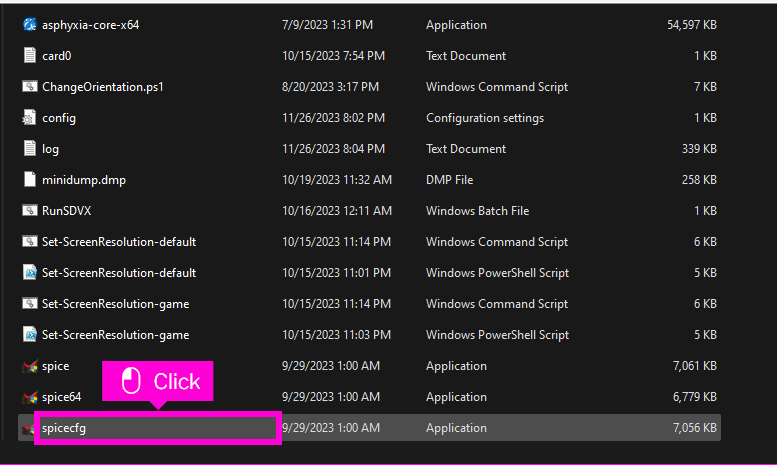 asphyxia-core-x64 7/9/2023 1:31 PM Application 54,597 KB
card0 10/15/2023 7:54 PM Text Document 1 KB
ChangeOrientation.ps1 8/20/2023 3:17 PM Windows Command Script 7 KB
config 11/26/2023 8:02 PM Configuration settings 1 KB
log 11/26/2023 8:04 PM Text Document 339 KB
minidump.dmp 10/19/2023 11:32 AM DMP File 258 KB
RunSDVX 10/16/2023 12:11 AM Windows Batch File 1 KB
Set-ScreenResolution-default 10/15/2023 11:14 PM Windows Command Script 6 KB
Set-ScreenResolution-default 10/15/2023 11:01 PM Windows PowerShell Script 5 KB
Set-ScreenResolution-game 10/15/2023 11:14 PM Windows Command Script 6 KB
Set-ScreenResolution-game 10/15/2023 11:03 PM Windows PowerShell Script 5 KB
spice 9/29/2023 1:00 AM Application 7,061 KB
Click
spice64 9/29/2023 1:00 AM Application 6,779 KB
spicecfg 9/29/2023 1:00 AM Application 7,056 KB